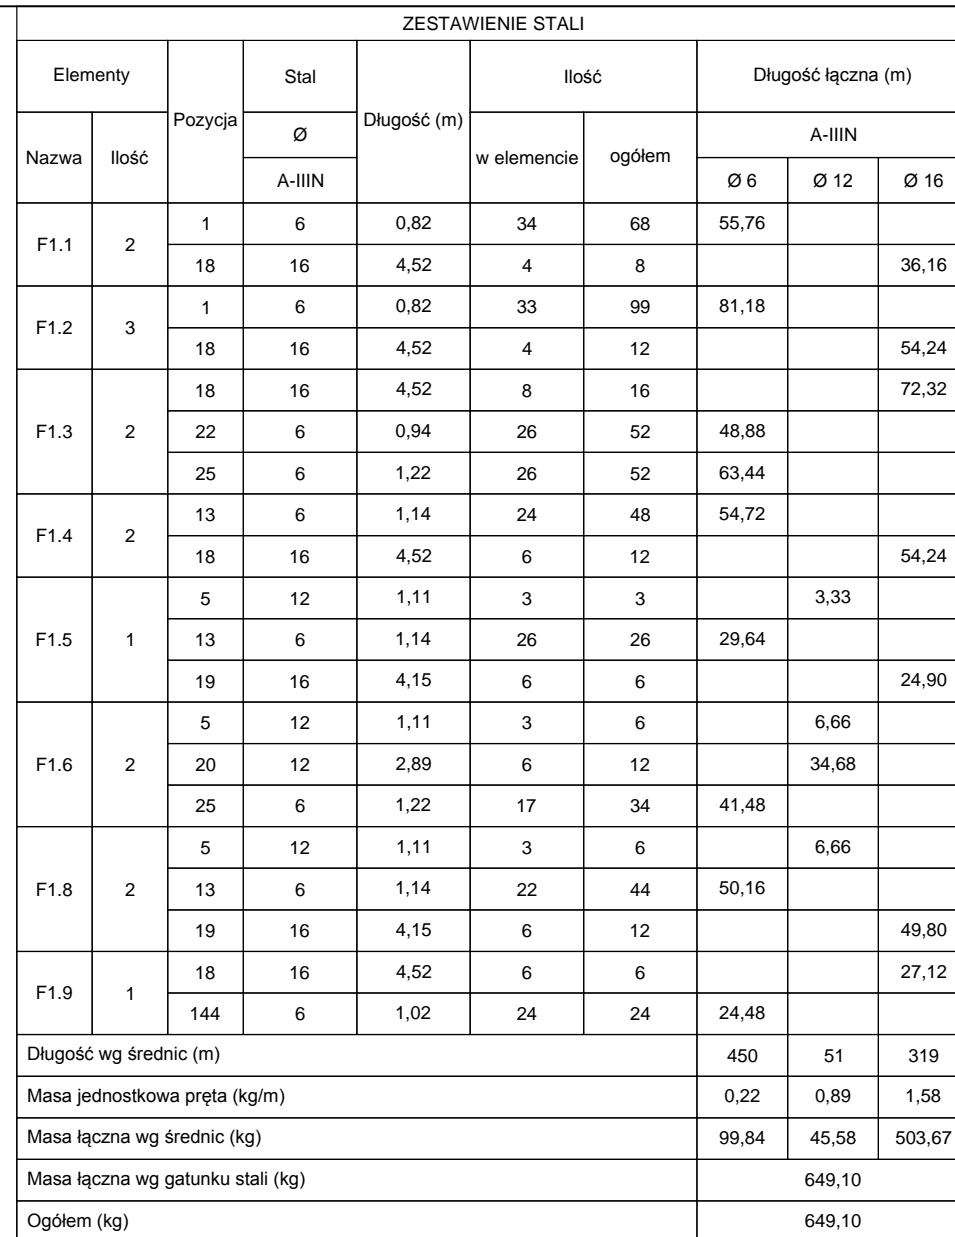 ZESTAWIENIE STALI
Elementy Pozycja Stal Długość (m) Ilość Długość łączna (m)
Nazwa Ilość Ø w elemencie ogółem A-IIIN
A-IIIN Ø 6 Ø 12 Ø 16
F1.1 2 1 6 0,82 34 68 55,76
18 16 4,52 4 8 36,16
F1.2 3 1 6 0,82 33 99 81,18
18 16 4,52 4 12 54,24
F1.3 2 18 16 4,52 8 16 72,32
22 6 0,94 26 52 48,88
25 6 1,22 26 52 63,44
F1.4 2 13 6 1,14 24 48 54,72
18 16 4,52 6 12 54,24
F1.5 1 5 12 1,11 3 3 3,33
13 6 1,14 26 26 29,64
19 16 4,15 6 6 24,90
F1.6 2 5 12 1,11 3 6 6,66
20 12 2,89 6 12 34,68
25 6 1,22 17 34 41,48
F1.8 2 5 12 1,11 3 6 6,66
13 6 1,14 22 44 50,16
19 16 4,15 6 12 49,80
F1.9 1 18 16 4,52 6 6 27,12
144 6 1,02 24 24 24,48
Długość wg średnic (m) 450 51 319
Masa jednostkowa pręta (kg/m) 0,22 0,89 1,58
Masa łączna wg średnic (kg) 99,84 45,58 503,67
Masa łączna wg gatunku stali (kg) 649,10
Ogółem (kg) 649,10